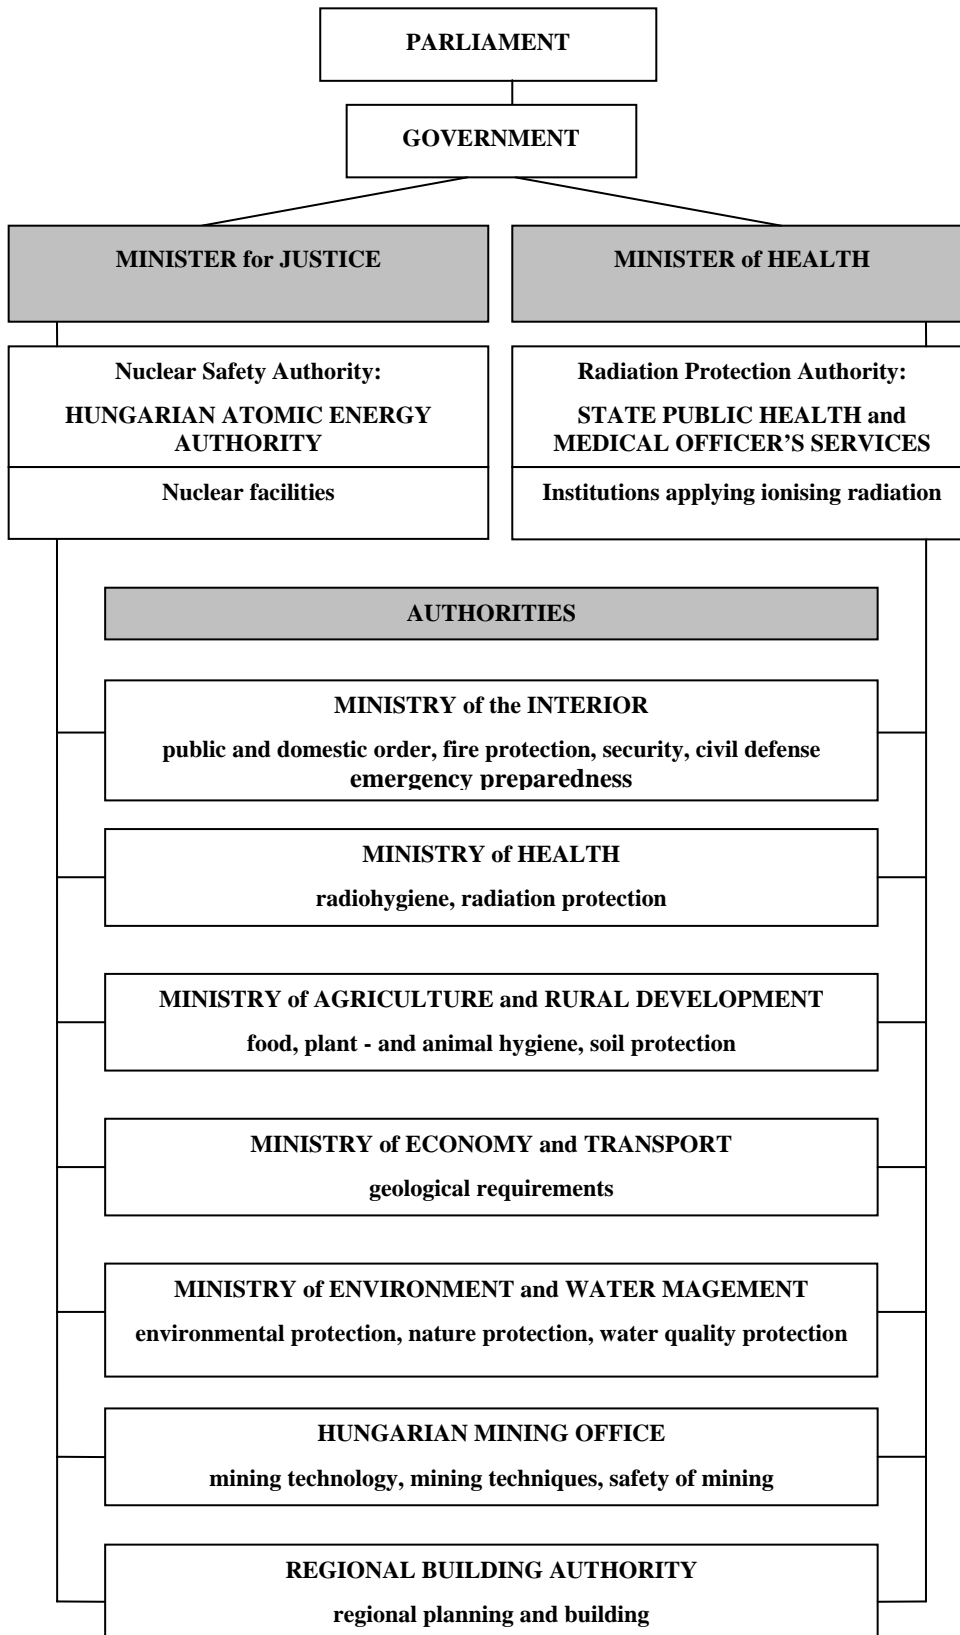 PARLIAMENT
GOVERNMENT
MINISTER for JUSTICE
MINISTER of HEALTH
Nuclear Safety Authority:
HUNGARIAN ATOMIC ENERGY
AUTHORITY
Nuclear facilities
Radiation Protection Authority:
STATE PUBLIC HEALTH and
MEDICAL OFFICER’S SERVICES
Institutions applying ionising radiation
AUTHORITIES
MINISTRY of the INTERIOR
public and domestic order, fire protection, security, civil defense
emergency preparedness
MINISTRY of HEALTH
radiohygiene, radiation protection
MINISTRY of AGRICULTURE and RURAL DEVELOPMENT
food, plant - and animal hygiene, soil protection
MINISTRY of ECONOMY and TRANSPORT
geological requirements
MINISTRY of ENVIRONMENT and WATER MAGEMENT
environmental protection, nature protection, water quality protection
HUNGARIAN MINING OFFICE
mining technology, mining techniques, safety of mining
REGIONAL BUILDING AUTHORITY
regional planning and building